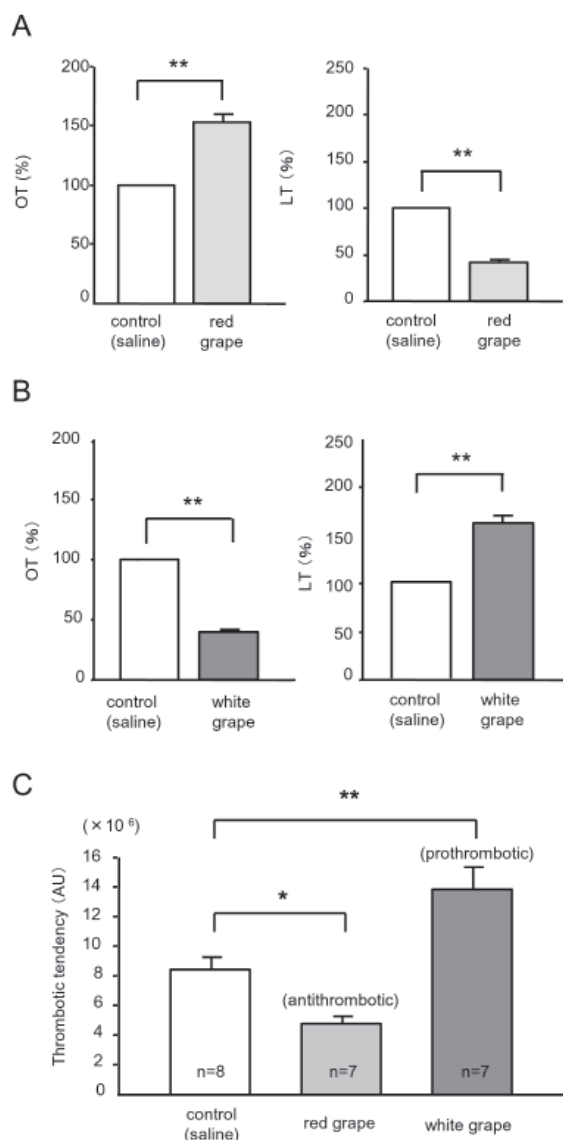 A
200
150
100
50
0
OT (%)
**
control
(saline)
red
grape
250
200
150
100
50
0
LT (%)
**
control
(saline)
red
grape
B
200
150
100
50
0
OT (%)
**
control
(saline)
white
grape
250
200
150
100
50
0
LT (%)
**
control
(saline)
white
grape
C
(×10 6)
16
14
12
10
8
6
4
2
0
Thrombotic tendency (AU)
**
(prothrombotic)
*
(antithrombotic)
n=8
n=7
n=7
control
(saline)
red grape
white grape